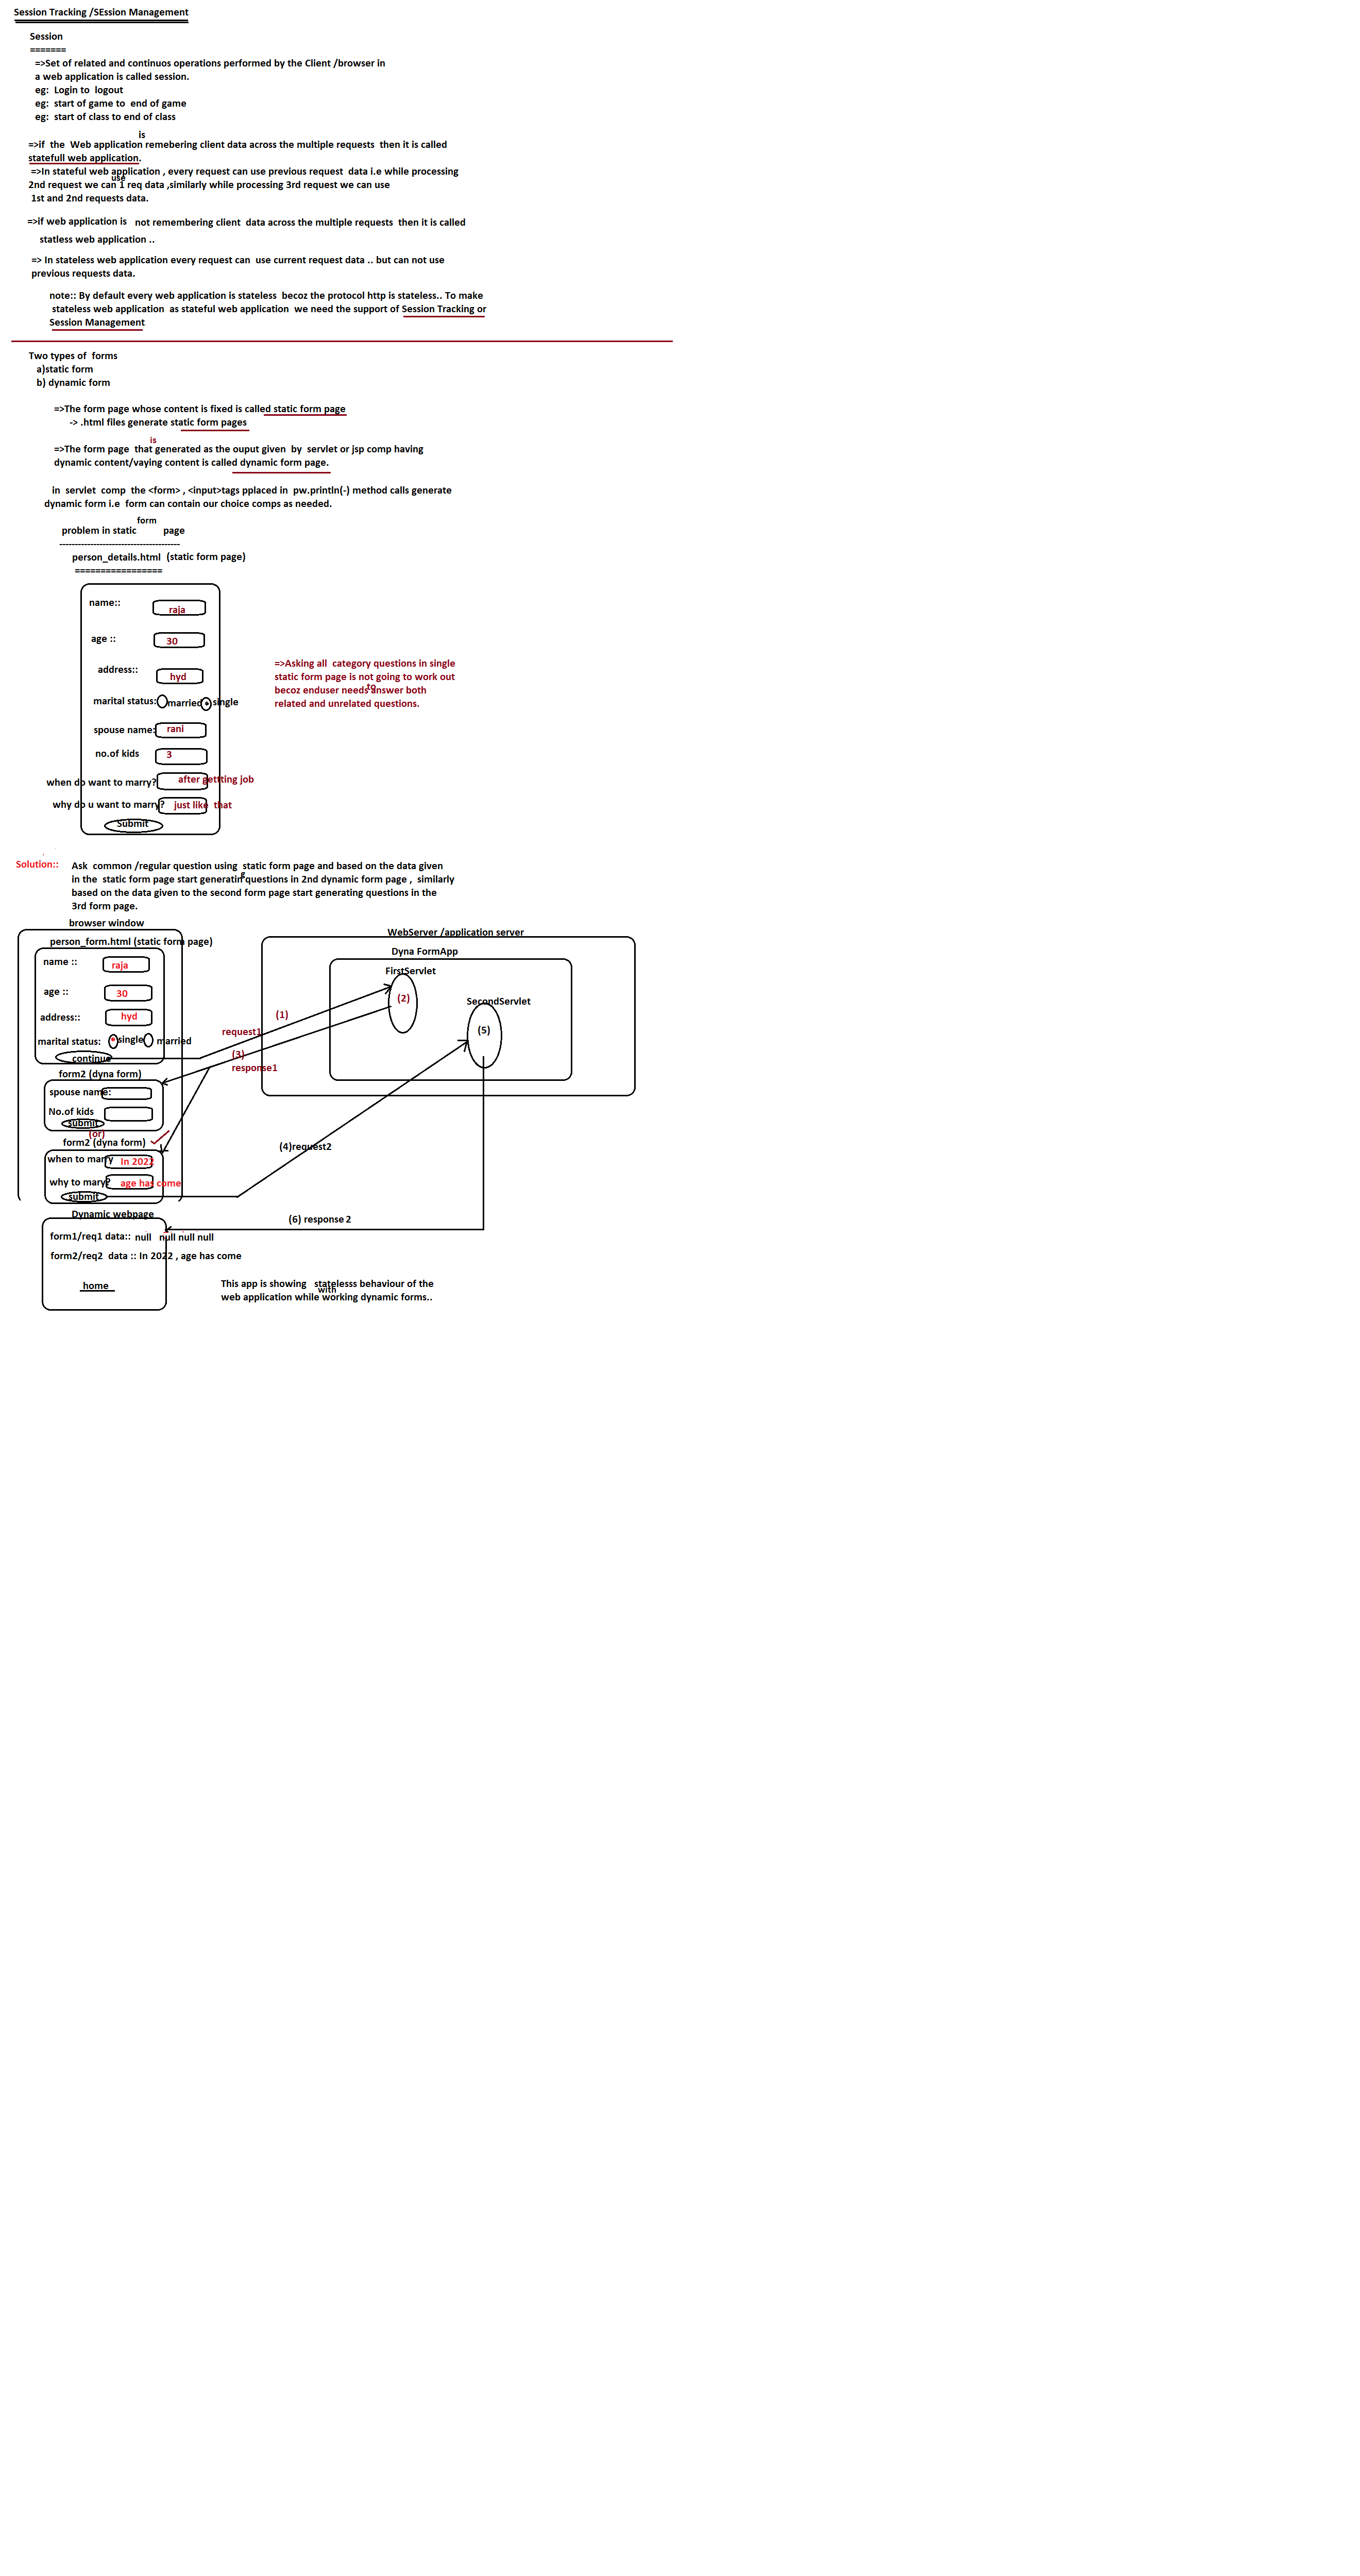 Session Tracking /SEssion Management
Session
=======
=>Set of related and continuos operations performed by the Client /browser in
a web application is called session.
eg: Login to logout
eg: start of game to end of game
eg: start of class to end of class
is
=>if the Web application remebering client data across the multiple requests then it is called
statefull web application.
=>In stateful web application , every request can use previous request data i.e while processing
use
2nd request we can 1 req data ,similarly while processing 3rd request we can use
1st and 2nd requests data.
=>if web application is not remembering client data across the multiple requests then it is called
statless web application ..
=> In stateless web application every request can use current request data .. but can not use
previous requests data.
note:: By default every web application is stateless becoz the protocol http is stateless.. To make
stateless web application as stateful web application we need the support of Session Tracking or
Session Management
Two types of forms
a)static form
b) dynamic form
=>The form page whose content is fixed is called static form page
-> .html files generate static form pages
is
=>The form page that generated as the ouput given by servlet or jsp comp having
dynamic content/vaying content is called dynamic form page.
in servlet comp the <form> , <input>tags pplaced in pw.println(-) method calls generate
dynamic form i.e form can contain our choice comps as needed.
form
problem in static page
---------------------------------------
person_details.html (static form page)
=================
name:: raja
age :: 30
address:: hyd
marital status: married single
spouse name: rani
no.of kids 3
when do want to marry? after gettting job
why do u want to marry? just like that
Submit
=>Asking all category questions in single
static form page is not going to work out
to
becoz enduser needs answer both
related and unrelated questions.
Solution:: Ask common /regular question using static form page and based on the data given
g
in the static form page start generatin questions in 2nd dynamic form page , similarly
based on the data given to the second form page start generating questions in the
3rd form page.
browser window
WebServer /application server
person_form.html (static form page)
Dyna FormApp
name :: raja
FirstServlet
age :: 30
(2)
SecondServlet
address:: hyd
(1)
(5)
request1
marital status: * single married
continue
(3)
response1
form2 (dyna form)
spouse name:
No.of kids
submit
(or)
form2 (dyna form)
(4)request2
when to marry In 2022
why to mary? age has come
submit
Dynamic webpage
(6) response 2
form1/req1 data:: null null null null
form2/req2 data :: In 2022 , age has come
home
This app is showing statelesss behaviour of the
with
web application while working dynamic forms..